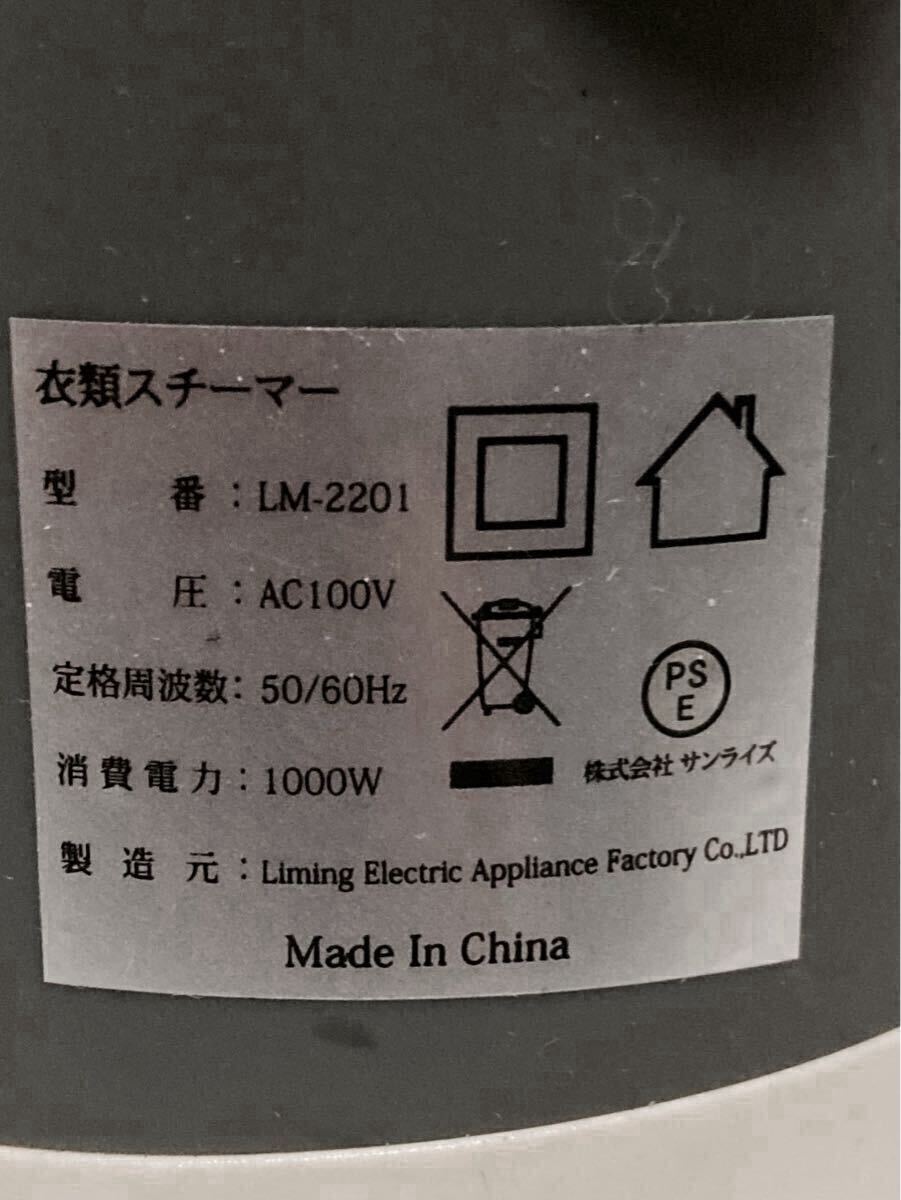 衣類スチーマー
型 番：LM-2201
電 圧：AC100V
定格周波数：50/60Hz
消費電力：1000W
PS
E
株式会社 サンライズ
製造元：Liming Electric Appliance Factory Co.,LTD
Made In China